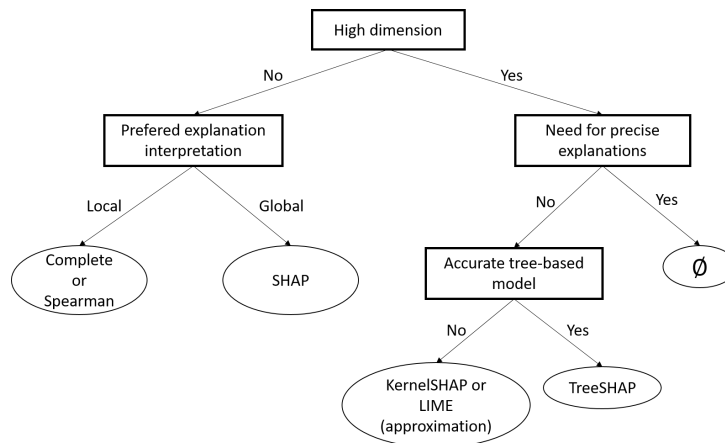 High dimension
No
Yes
Prefered explanation
interpretation
Need for precise
explanations
Local
Global
No
Yes
Complete
or
Spearman
SHAP
Accurate tree-based
model
Ø
No
Yes
KernelSHAP or
LIME
(approximation)
TreeSHAP